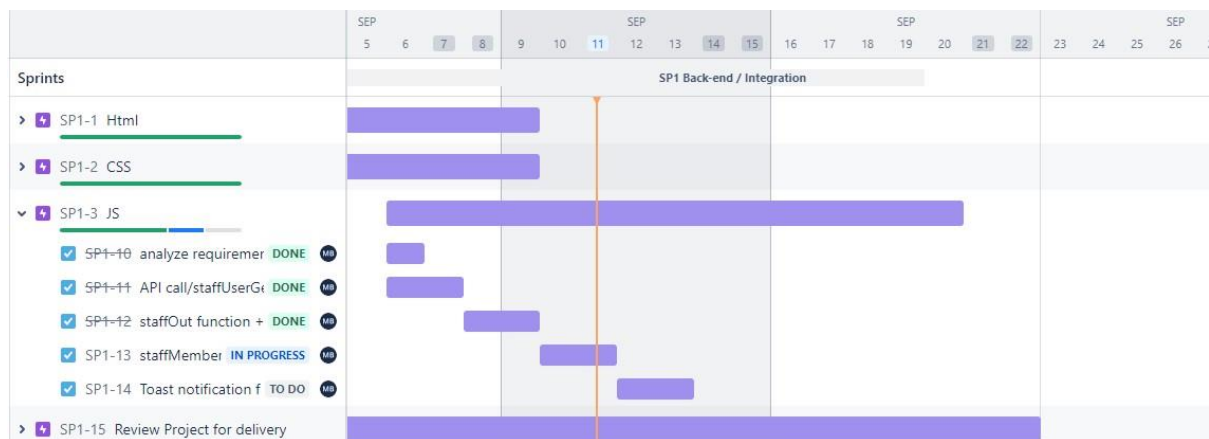 SEP SEP SEP SEP
5 6 7 8 9 10 11 12 13 14 15 16 17 18 19 20 21 22 23 24 25 26
Sprints SP1 Back-end / Integration
SP1-1 Html
SP1-2 CSS
SP1-3 JS
SP1-10 analyze requiremer DONE MB
SP1-11 API call/staffUserGe DONE MB
SP1-12 staffOut function + DONE MB
SP1-13 staffMember IN PROGRESS MB
SP1-14 Toast notification f TO DO MB
SP1-15 Review Project for delivery